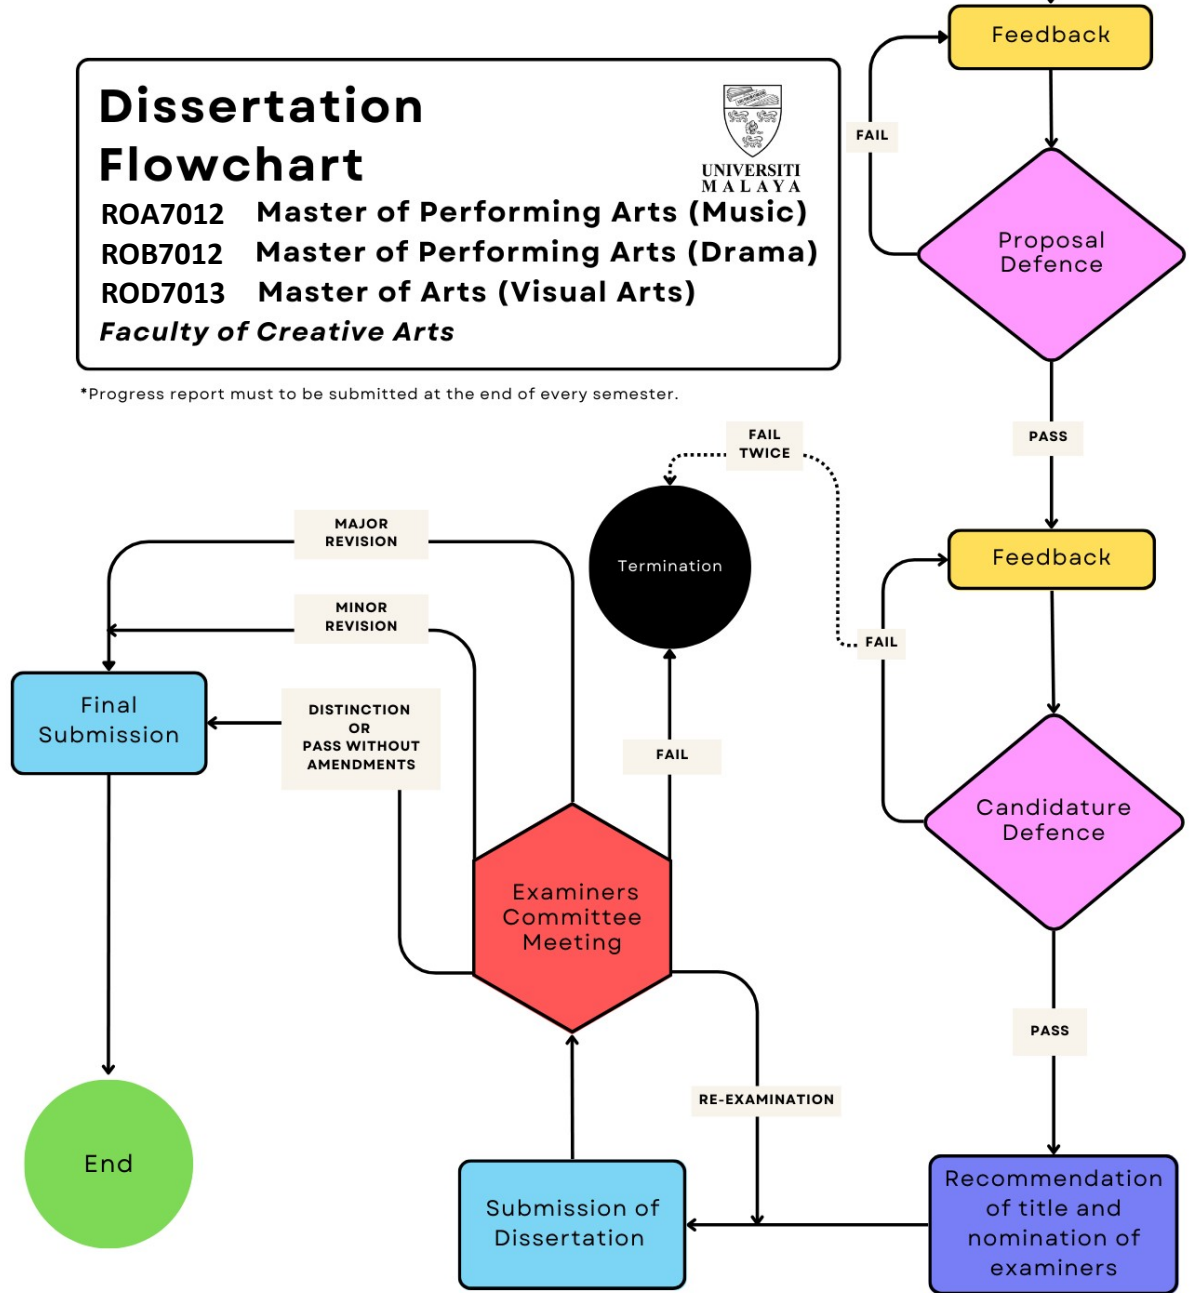 Feedback
Dissertation
Flowchart
UNIVERSITI
MALAYA
ROA7012 Master of Performing Arts (Music)
ROB7012 Master of Performing Arts (Drama)
ROD7013 Master of Arts (Visual Arts)
Faculty of Creative Arts
*Progress report must to be submitted at the end of every semester.
FAIL
Proposal
Defence
PASS
FAIL
TWICE
Termination
Feedback
FAIL
MAJOR
REVISION
MINOR
REVISION
Final
Submission
DISTINCTION
OR
PASS WITHOUT
AMENDMENTS
FAIL
Candidature
Defence
Examiners
Committee
Meeting
PASS
RE-EXAMINATION
End
Submission of
Dissertation
Recommendation
of title and
nomination of
examiners